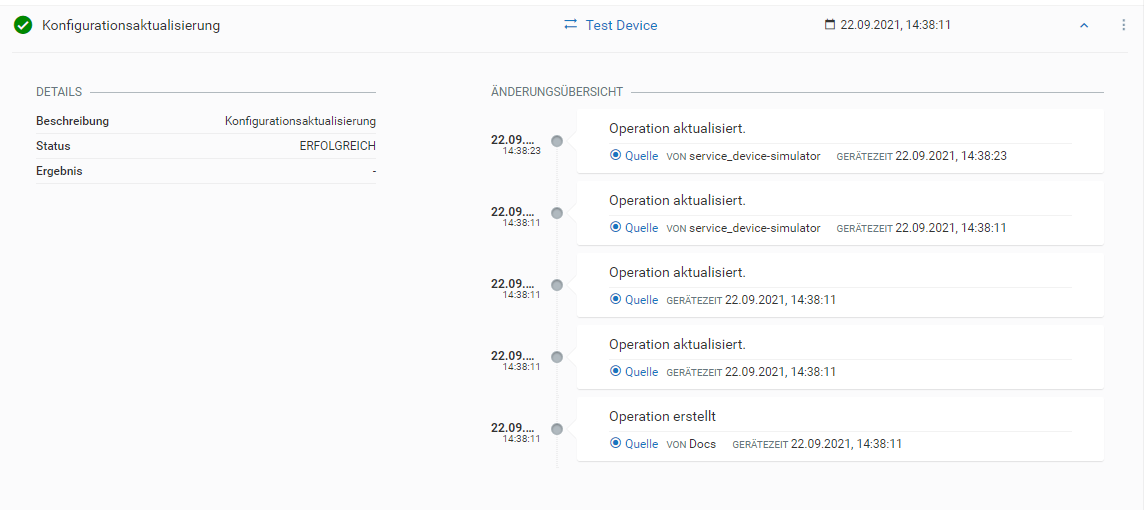 Konfigurationsaktualisierung Test Device 22.09.2021, 14:38:11
DETAILS
Beschreibung Konfigurationsaktualisierung
Status ERFOLGREICH
Ergebnis -
ÄNDERUNGSÜBERSICHT
22.09.... Operation aktualisiert.
14:38:23 Quelle VON service_device-simulator GERÄTEZEIT 22.09.2021, 14:38:23
22.09.... Operation aktualisiert.
14:38:11 Quelle VON service_device-simulator GERÄTEZEIT 22.09.2021, 14:38:11
22.09.... Operation aktualisiert.
14:38:11 Quelle GERÄTEZEIT 22.09.2021, 14:38:11
22.09.... Operation aktualisiert.
14:38:11 Quelle GERÄTEZEIT 22.09.2021, 14:38:11
22.09.... Operation erstellt
14:38:11 Quelle VON Docs GERÄTEZEIT 22.09.2021, 14:38:11